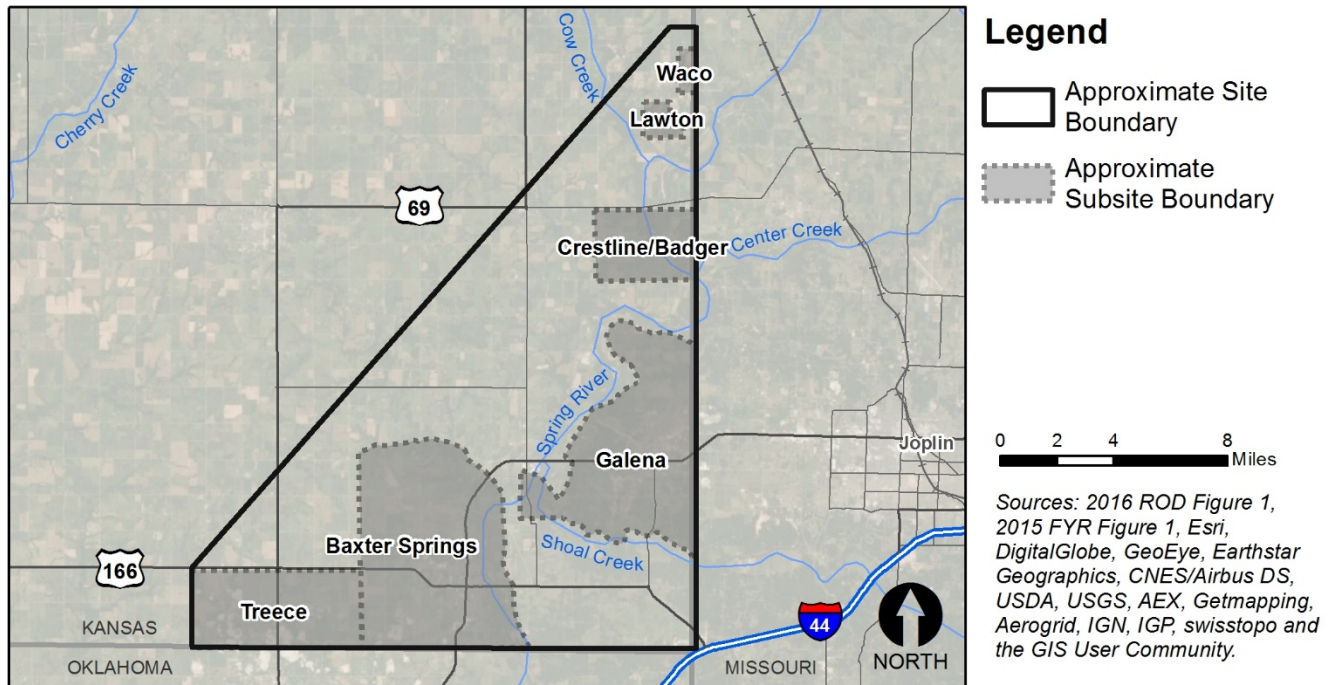 Cherry Creek
Cow Creek
Waco
Lawton
69
Crestline/Badger
Center Creek
Spring River
Galena
Joplin
Baxter Springs
Shoal Creek
166
Treece
KANSAS
OKLAHOMA
MISSOURI
44
NORTH
Legend
Approximate Site
Boundary
Approximate
Subsite Boundary
0 2 4 8
Miles
Sources: 2016 ROD Figure 1,
2015 FYR Figure 1, Esri,
DigitalGlobe, GeoEye, Earthstar
Geographics, CNES/Airbus DS,
USDA, USGS, AEX, Getmapping,
Aerogrid, IGN, IGP, swisstopo and
the GIS User Community.